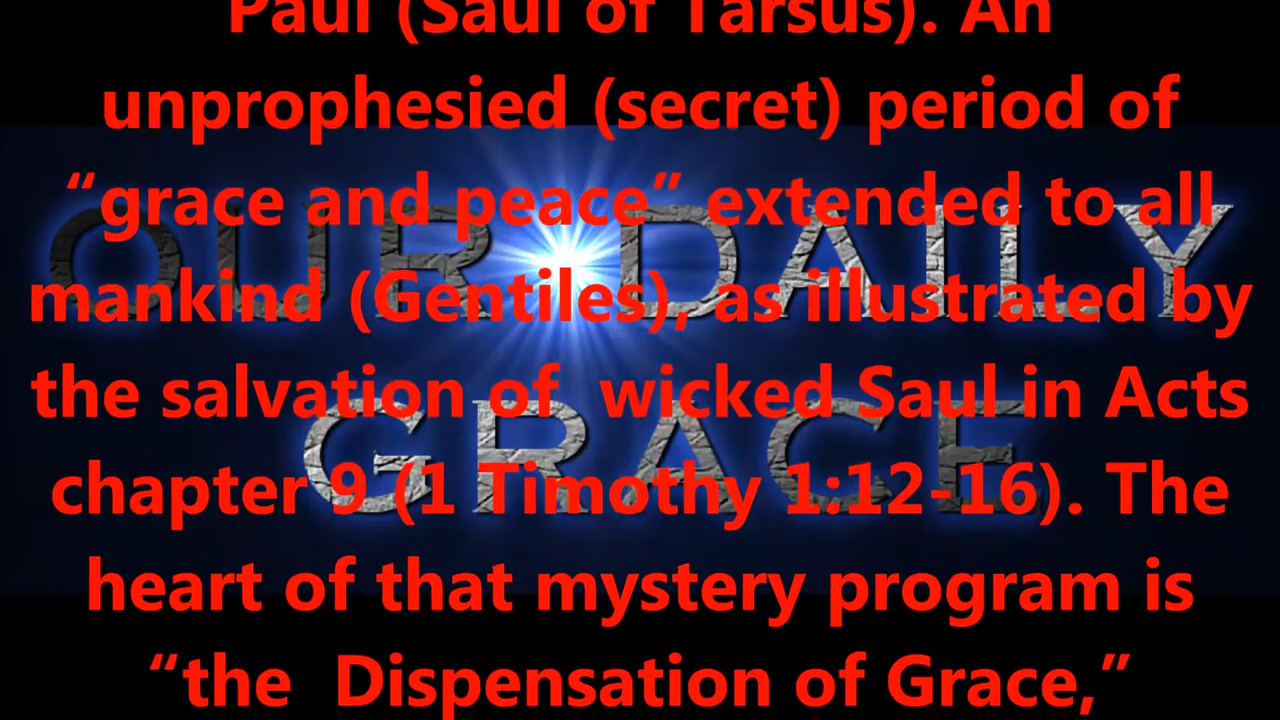 Paul (Saul of Tarsus). An
unprophesied (secret) period of
“grace and peace” extended to all
mankind (Gentiles), as illustrated by
the salvation of wicked Saul in Acts
chapter 9 (1 Timothy 1:12-16). The
heart of that mystery program is
“the Dispensation of Grace,”
OUR DAILY
GRACE